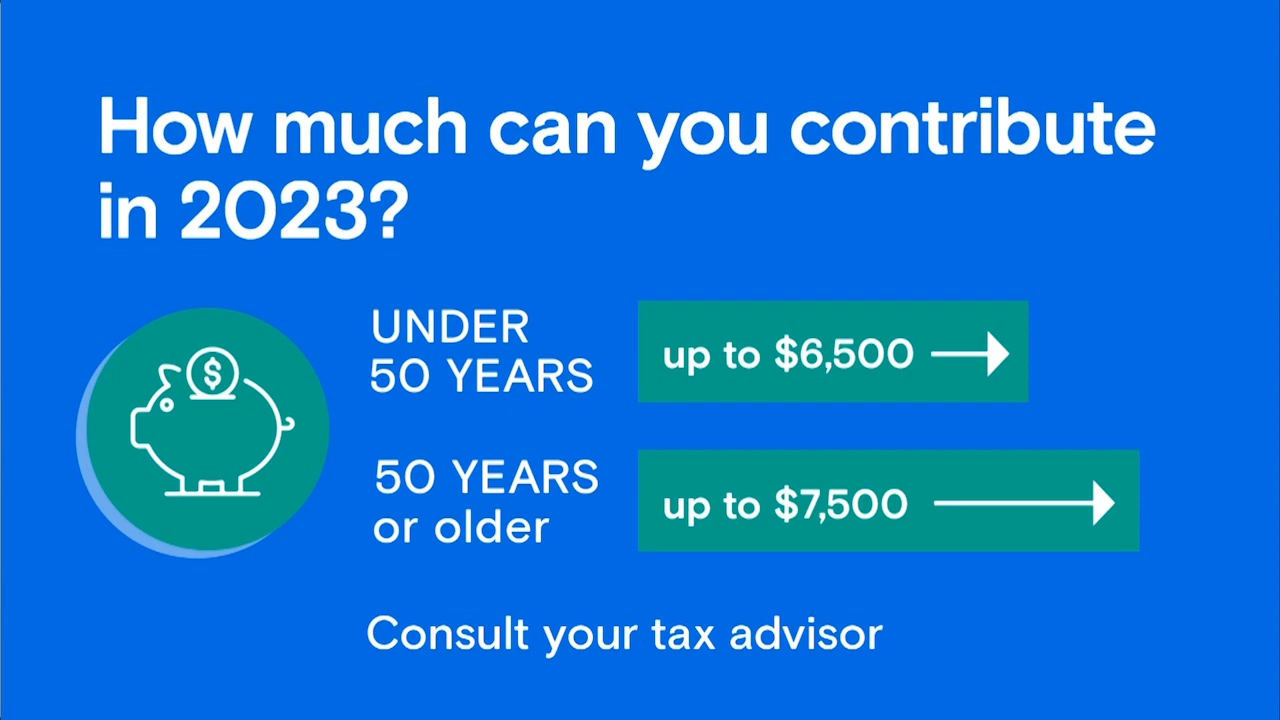 How much can you contribute
in 2023?
$
UNDER
50 YEARS
up to $6,500
50 YEARS
or older
up to $7,500
Consult your tax advisor